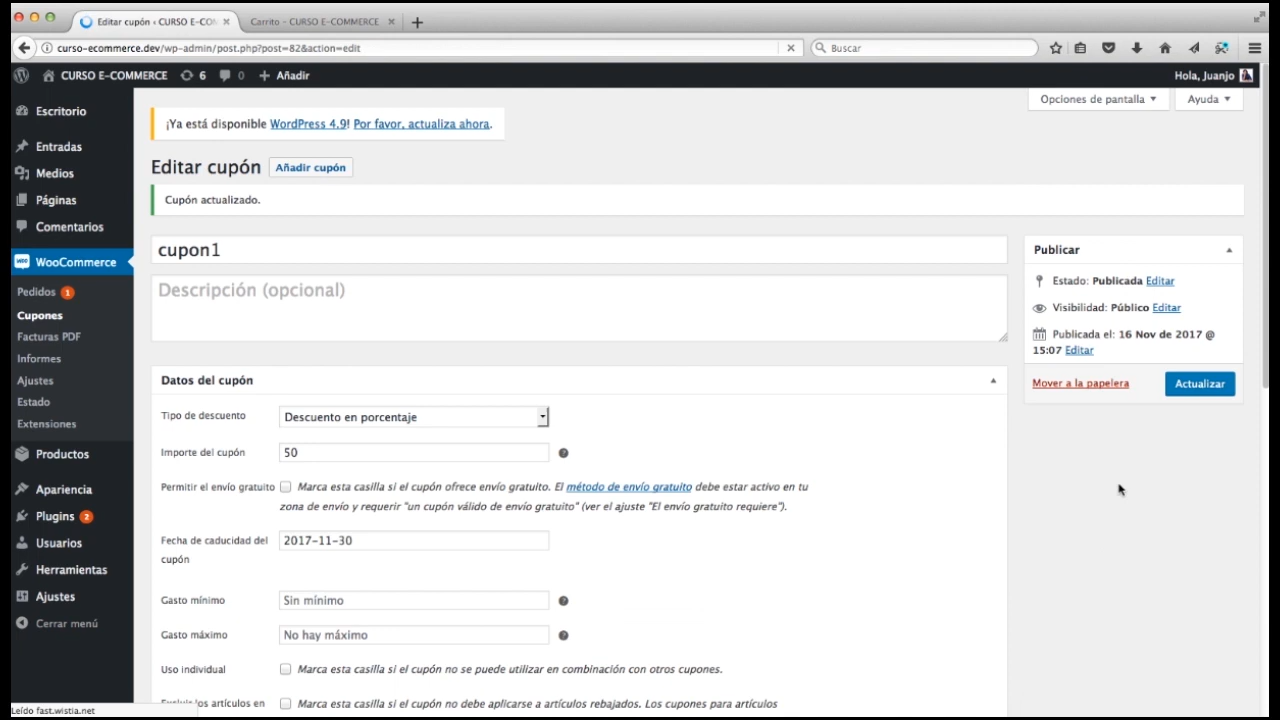 Editar cupón ‹ CURSO E-COM
Carrito – CURSO E-COMMERCE
curso-ecommerce.dev/wp-admin/post.php?post=82&action=edit
Buscar
CURSO E-COMMERCE
6
0
Añadir
Hola, Juanjo
Escritorio
Entradas
Medios
Páginas
Comentarios
WooCommerce
Pedidos 1
Cupones
Facturas PDF
Informes
Ajustes
Estado
Extensiones
Productos
Apariencia
Plugins 2
Usuarios
Herramientas
Ajustes
Cerrar menú
Leído fast.wistia.net
Opciones de pantalla
Ayuda
¡Ya está disponible WordPress 4.9! Por favor, actualiza ahora.
Editar cupón
Añadir cupón
Cupón actualizado.
cupon1
Descripción (opcional)
Datos del cupón
Tipo de descuento
Descuento en porcentaje
Importe del cupón
50
Permitir el envío gratuito
Marca esta casilla si el cupón ofrece envío gratuito. El método de envío gratuito debe estar activo en tu
zona de envío y requerir "un cupón válido de envío gratuito" (ver el ajuste "El envío gratuito requiere").
Fecha de caducidad del
cupón
2017-11-30
Gasto mínimo
Sin mínimo
Gasto máximo
No hay máximo
Uso individual
Marca esta casilla si el cupón no se puede utilizar en combinación con otros cupones.
Excluir los artículos en
Marca esta casilla si el cupón no debe aplicarse a artículos rebajados. Los cupones para artículos
Publicar
Estado: Publicada Editar
Visibilidad: Público Editar
Publicada el: 16 Nov de 2017 @
15:07 Editar
Mover a la papelera
Actualizar